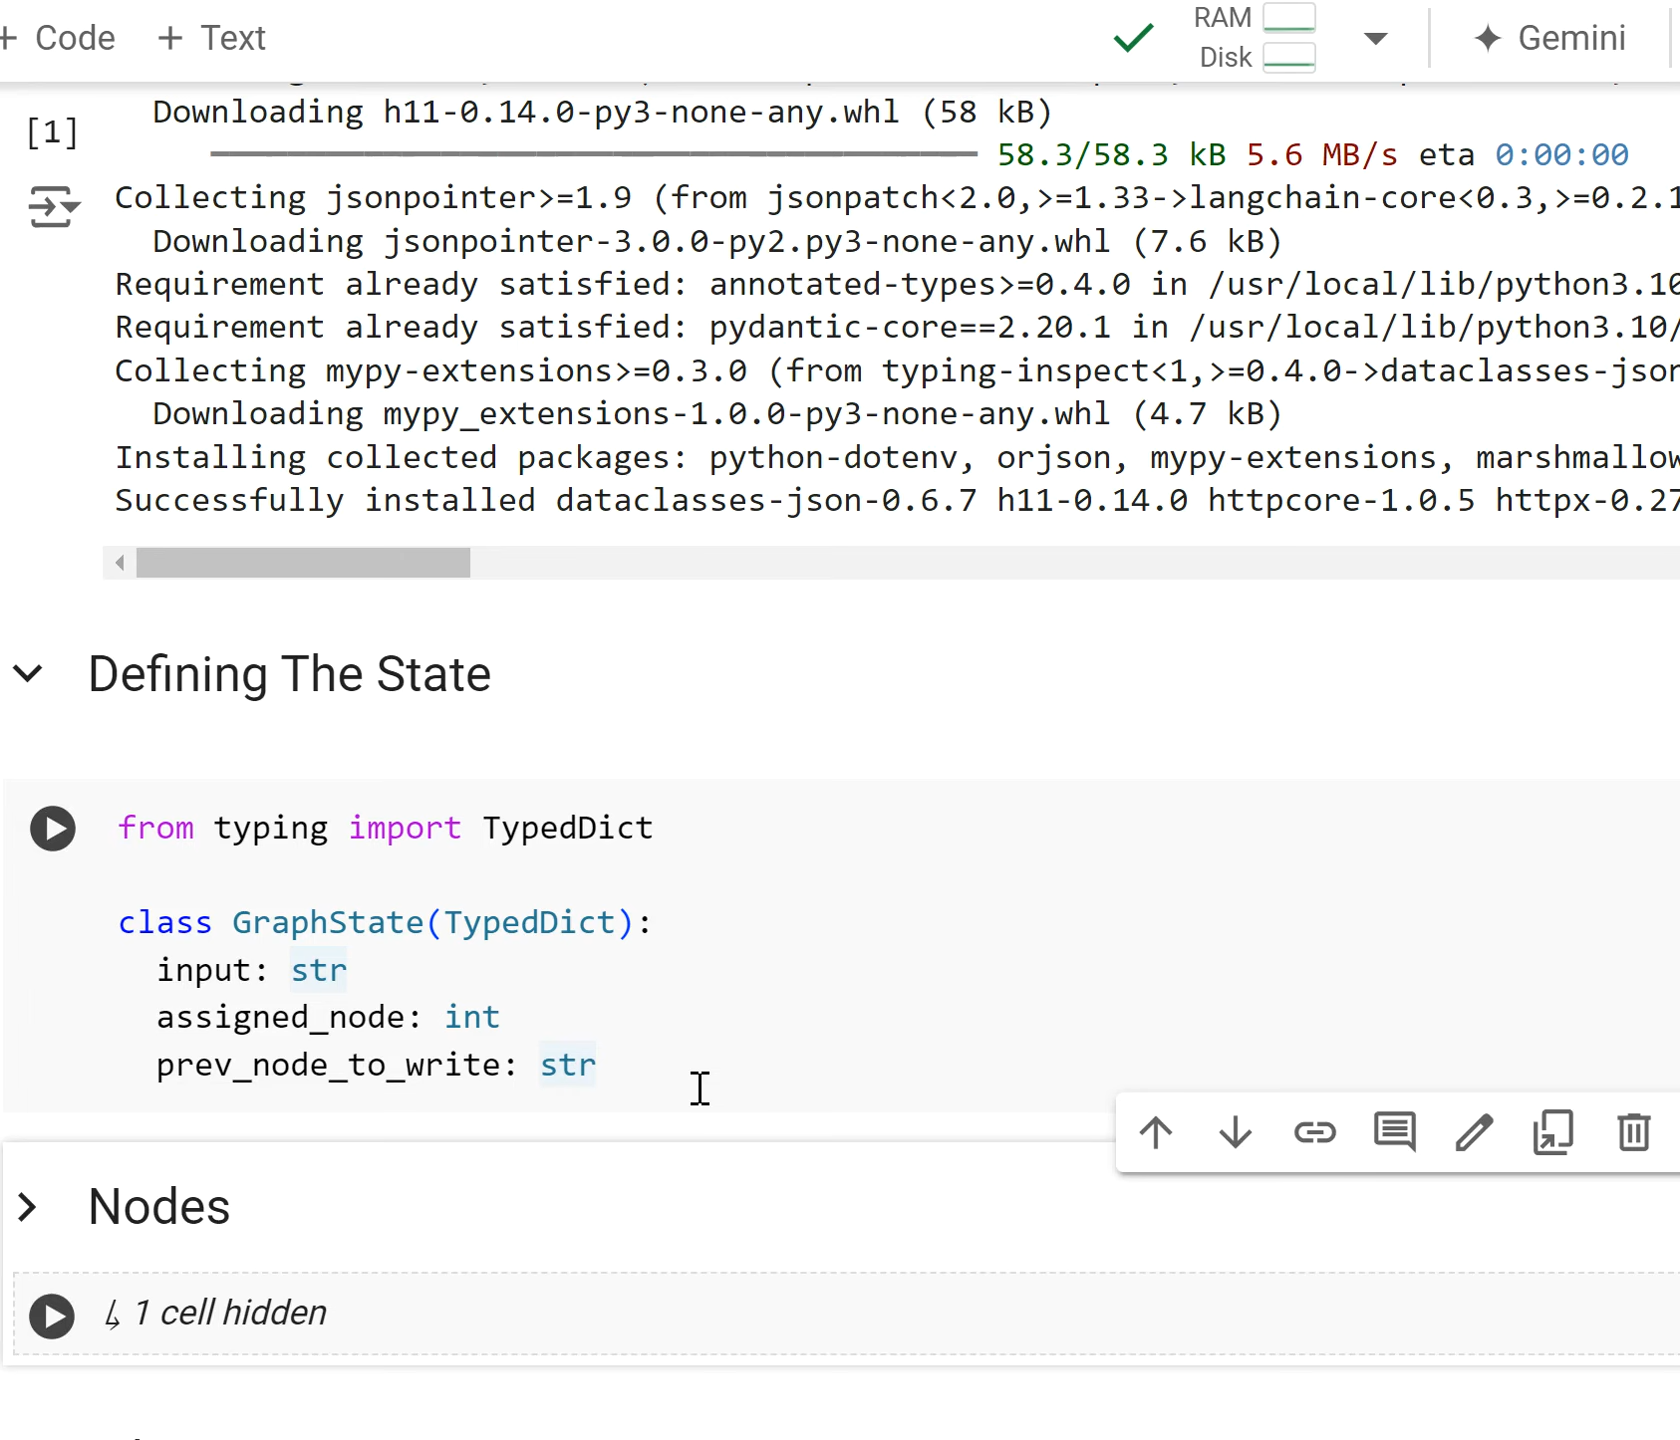 + Code + Text
RAM
Disk
Gemini
[1]
Downloading h11-0.14.0-py3-none-any.whl (58 kB)
58.3/58.3 kB 5.6 MB/s eta 0:00:00
Collecting jsonpointer>=1.9 (from jsonpatch<2.0,>=1.33->langchain-core<0.3,>=0.2.1
Downloading jsonpointer-3.0.0-py2.py3-none-any.whl (7.6 kB)
Requirement already satisfied: annotated-types>=0.4.0 in /usr/local/lib/python3.10
Requirement already satisfied: pydantic-core==2.20.1 in /usr/local/lib/python3.10/
Collecting mypy-extensions>=0.3.0 (from typing-inspect<1,>=0.4.0->dataclasses-json
Downloading mypy_extensions-1.0.0-py3-none-any.whl (4.7 kB)
Installing collected packages: python-dotenv, orjson, mypy-extensions, marshmallow
Successfully installed dataclasses-json-0.6.7 h11-0.14.0 httpcore-1.0.5 httpx-0.27
Defining The State
from typing import TypedDict
class GraphState(TypedDict):
input: str
assigned_node: int
prev_node_to_write: str
Nodes
↳ 1 cell hidden